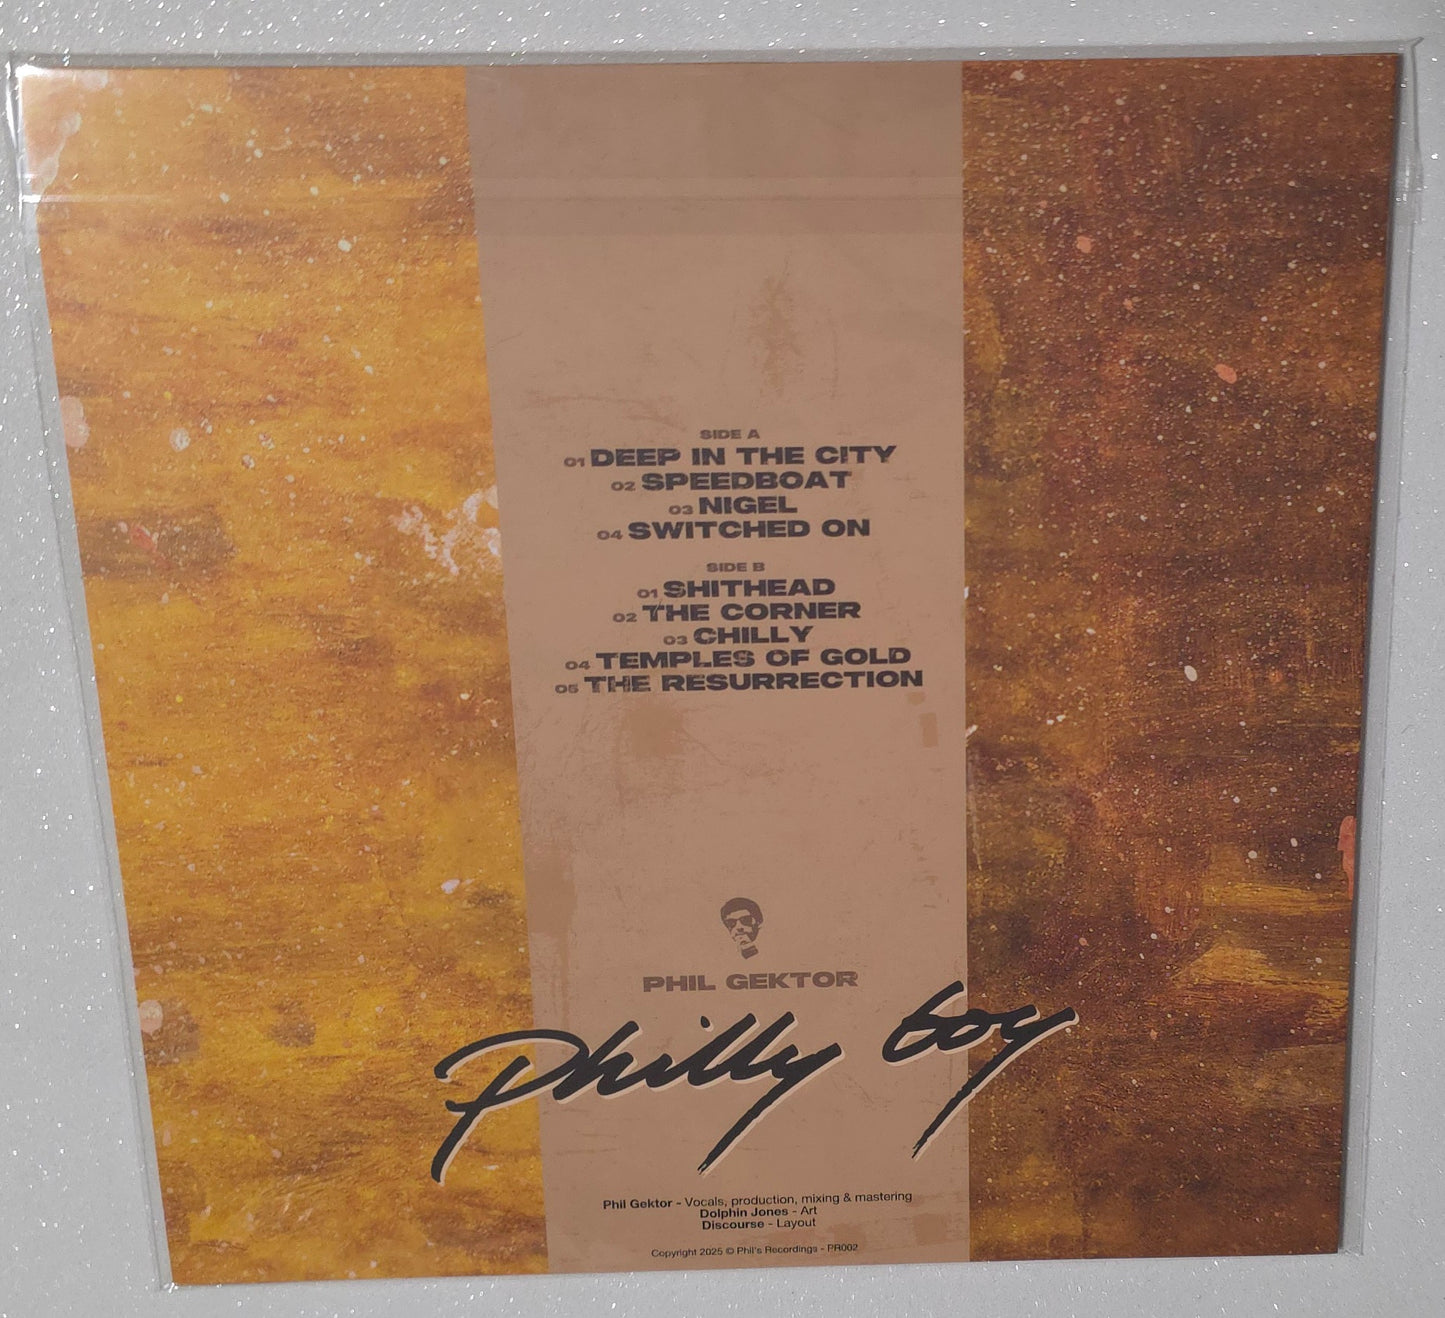 SIDE A
01 DEEP IN THE CITY
02 SPEEDBOAT
03 NIGEL
04 SWITCHED ON
SIDE B
01 SHITHEAD
02 THE CORNER
03 CHILLY
04 TEMPLES OF GOLD
05 THE RESURRECTION
PHIL GEKTOR
Philly boy
Phil Gektor - Vocals, production, mixing & mastering
Dolphin Jones - Art
Discourse - Layout
Copyright 2025 © Phil's Recordings - PR002